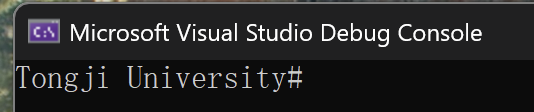 C:\
Microsoft Visual Studio Debug Console
Tongji University#